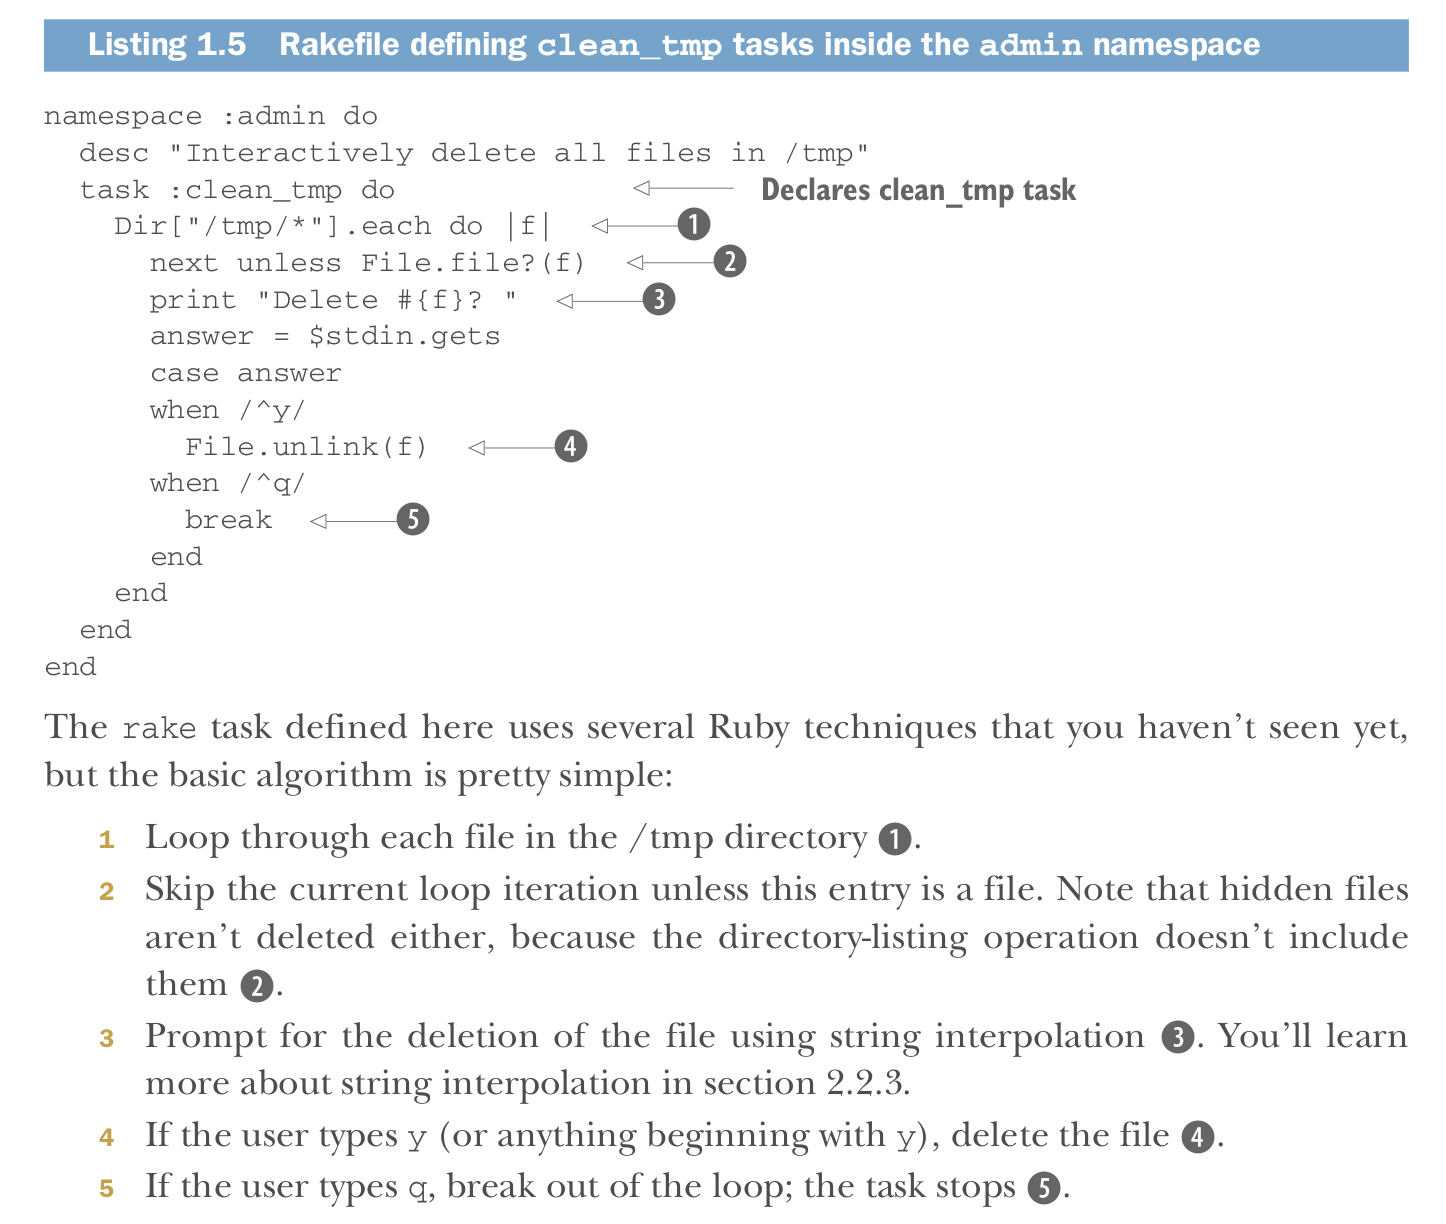 Listing 1.5 Rakefile defining clean_tmp tasks inside the admin namespace
namespace :admin do
  desc "Interactively delete all files in /tmp"
  task :clean_tmp do Declares clean_tmp task
    Dir["/tmp/*"].each do |f| 1
      next unless File.file?(f) 2
      print "Delete #{f}? " 3
      answer = $stdin.gets
      case answer
      when /^y/
        File.unlink(f) 4
      when /^q/
        break 5
      end
    end
  end
end
The rake task defined here uses several Ruby techniques that you haven't seen yet,
but the basic algorithm is pretty simple:
1 Loop through each file in the /tmp directory 1.
2 Skip the current loop iteration unless this entry is a file. Note that hidden files
aren't deleted either, because the directory-listing operation doesn't include
them 2.
3 Prompt for the deletion of the file using string interpolation 3. You'll learn
more about string interpolation in section 2.2.3.
4 If the user types y (or anything beginning with y), delete the file 4.
5 If the user types q, break out of the loop; the task stops 5.